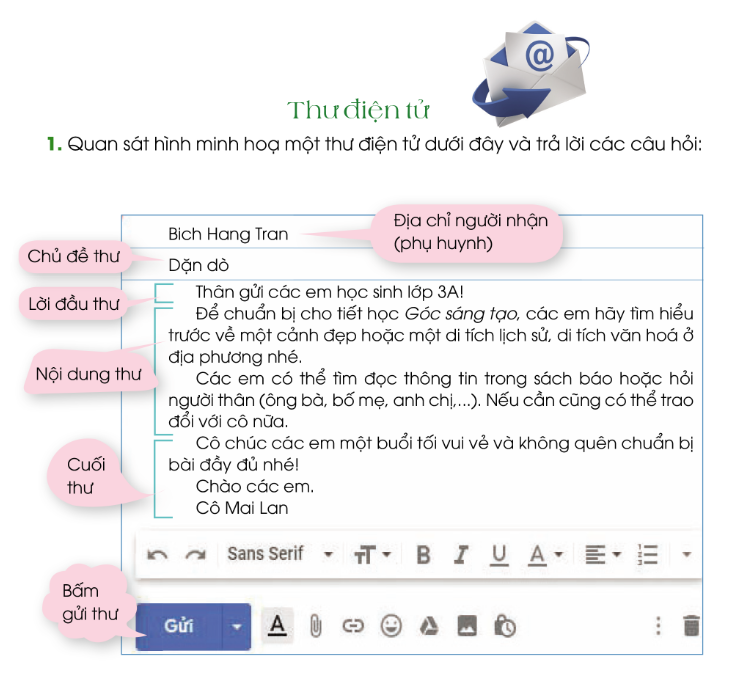 Thư điện tử
1. Quan sát hình minh hoạ một thư điện tử dưới đây và trả lời các câu hỏi:
Bich Hang Tran
Địa chỉ người nhận
(phụ huynh)
Chủ đề thư
Dặn dò
Lời đầu thư
Thân gửi các em học sinh lớp 3A!
Nội dung thư
Để chuẩn bị cho tiết học Góc sáng tạo, các em hãy tìm hiểu
trước về một cảnh đẹp hoặc một di tích lịch sử, di tích văn hoá ở
địa phương nhé.
Các em có thể tìm đọc thông tin trong sách báo hoặc hỏi
người thân (ông bà, bố mẹ, anh chị,...). Nếu cần cũng có thể trao
đổi với cô nữa.
Cuối
thư
Cô chúc các em một buổi tối vui vẻ và không quên chuẩn bị
bài đầy đủ nhé!
Chào các em.
Cô Mai Lan
Sans Serif
Bấm
gửi thư
Gửi